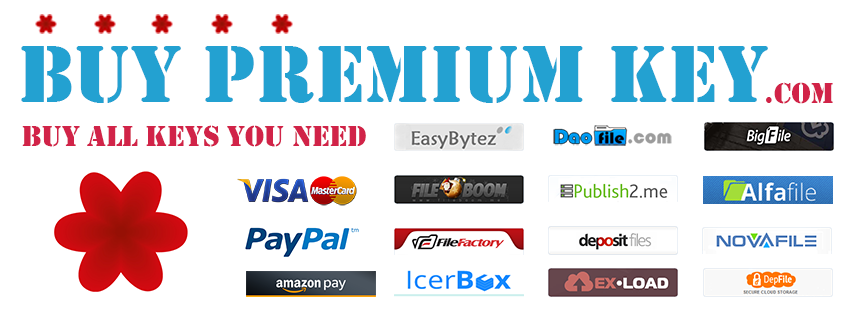 BUY PREMIUM KEY.COM
BUY ALL KEYS YOU NEED
EasyBytez
Daofile.com
BigFile
VISA MasterCard
FILE BOOM
Publish2.me
Alfafile
PayPal™
FileFactory
depositfiles
NOVAFILE
amazon pay
IcerBox
EX-LOAD
DepFile
SECURE CLOUD STORAGE